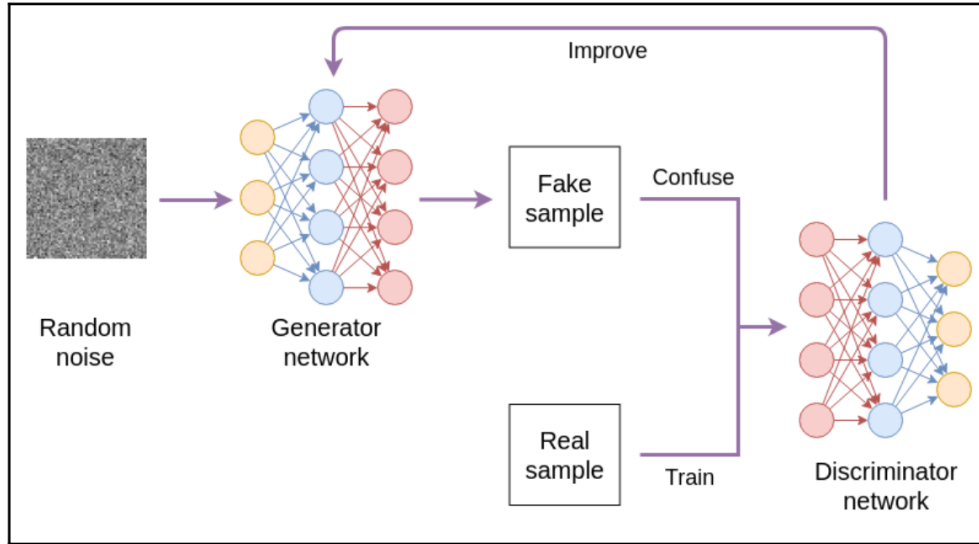 Improve
Random
noise
Generator
network
Fake
sample
Confuse
Real
sample
Train
Discriminator
network